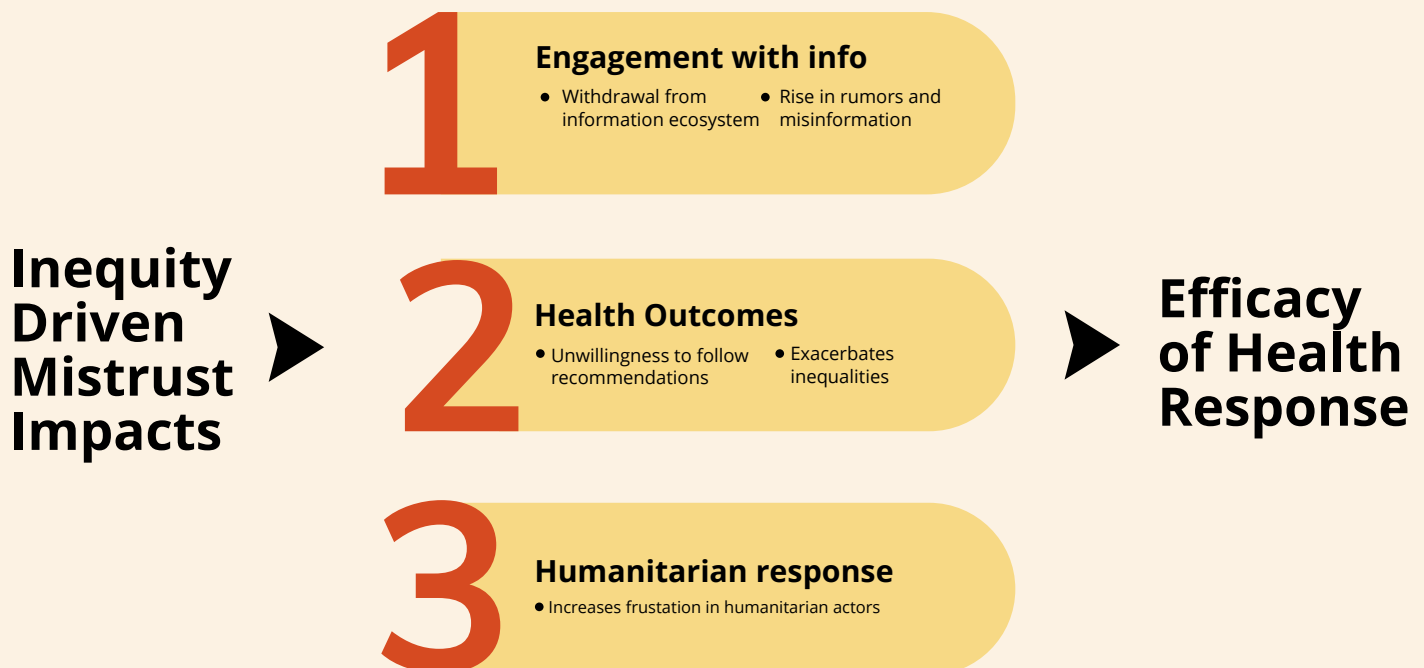 Inequity
Driven
Mistrust
Impacts
1
Engagement with info
Withdrawal from
information ecosystem
Rise in rumors and
misinformation
2
Health Outcomes
Unwillingness to follow
recommendations
Exacerbates
inequalities
3
Humanitarian response
Increases frustation in humanitarian actors
Efficacy
of Health
Response